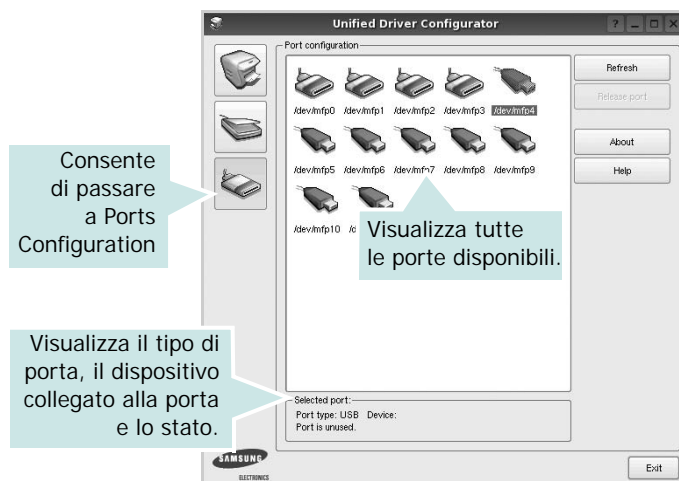 Unified Driver Configurator
Port configuration
/dev/mfp0 /dev/mfp1 /dev/mfp2 /dev/mfp3 /dev/mfp4
/dev/mfp5 /dev/mfp6 /dev/mfp7 /dev/mfp8 /dev/mfp9
/dev/mfp10
Refresh
Release port
About
Help
Consente
di passare
a Ports
Configuration
Visualizza tutte
le porte disponibili.
Visualizza il tipo di
porta, il dispositivo
collegato alla porta
e lo stato.
Selected port:
Port type: USB Device:
Port is unused.
SAMSUNG
ELECTRONICS
Exit